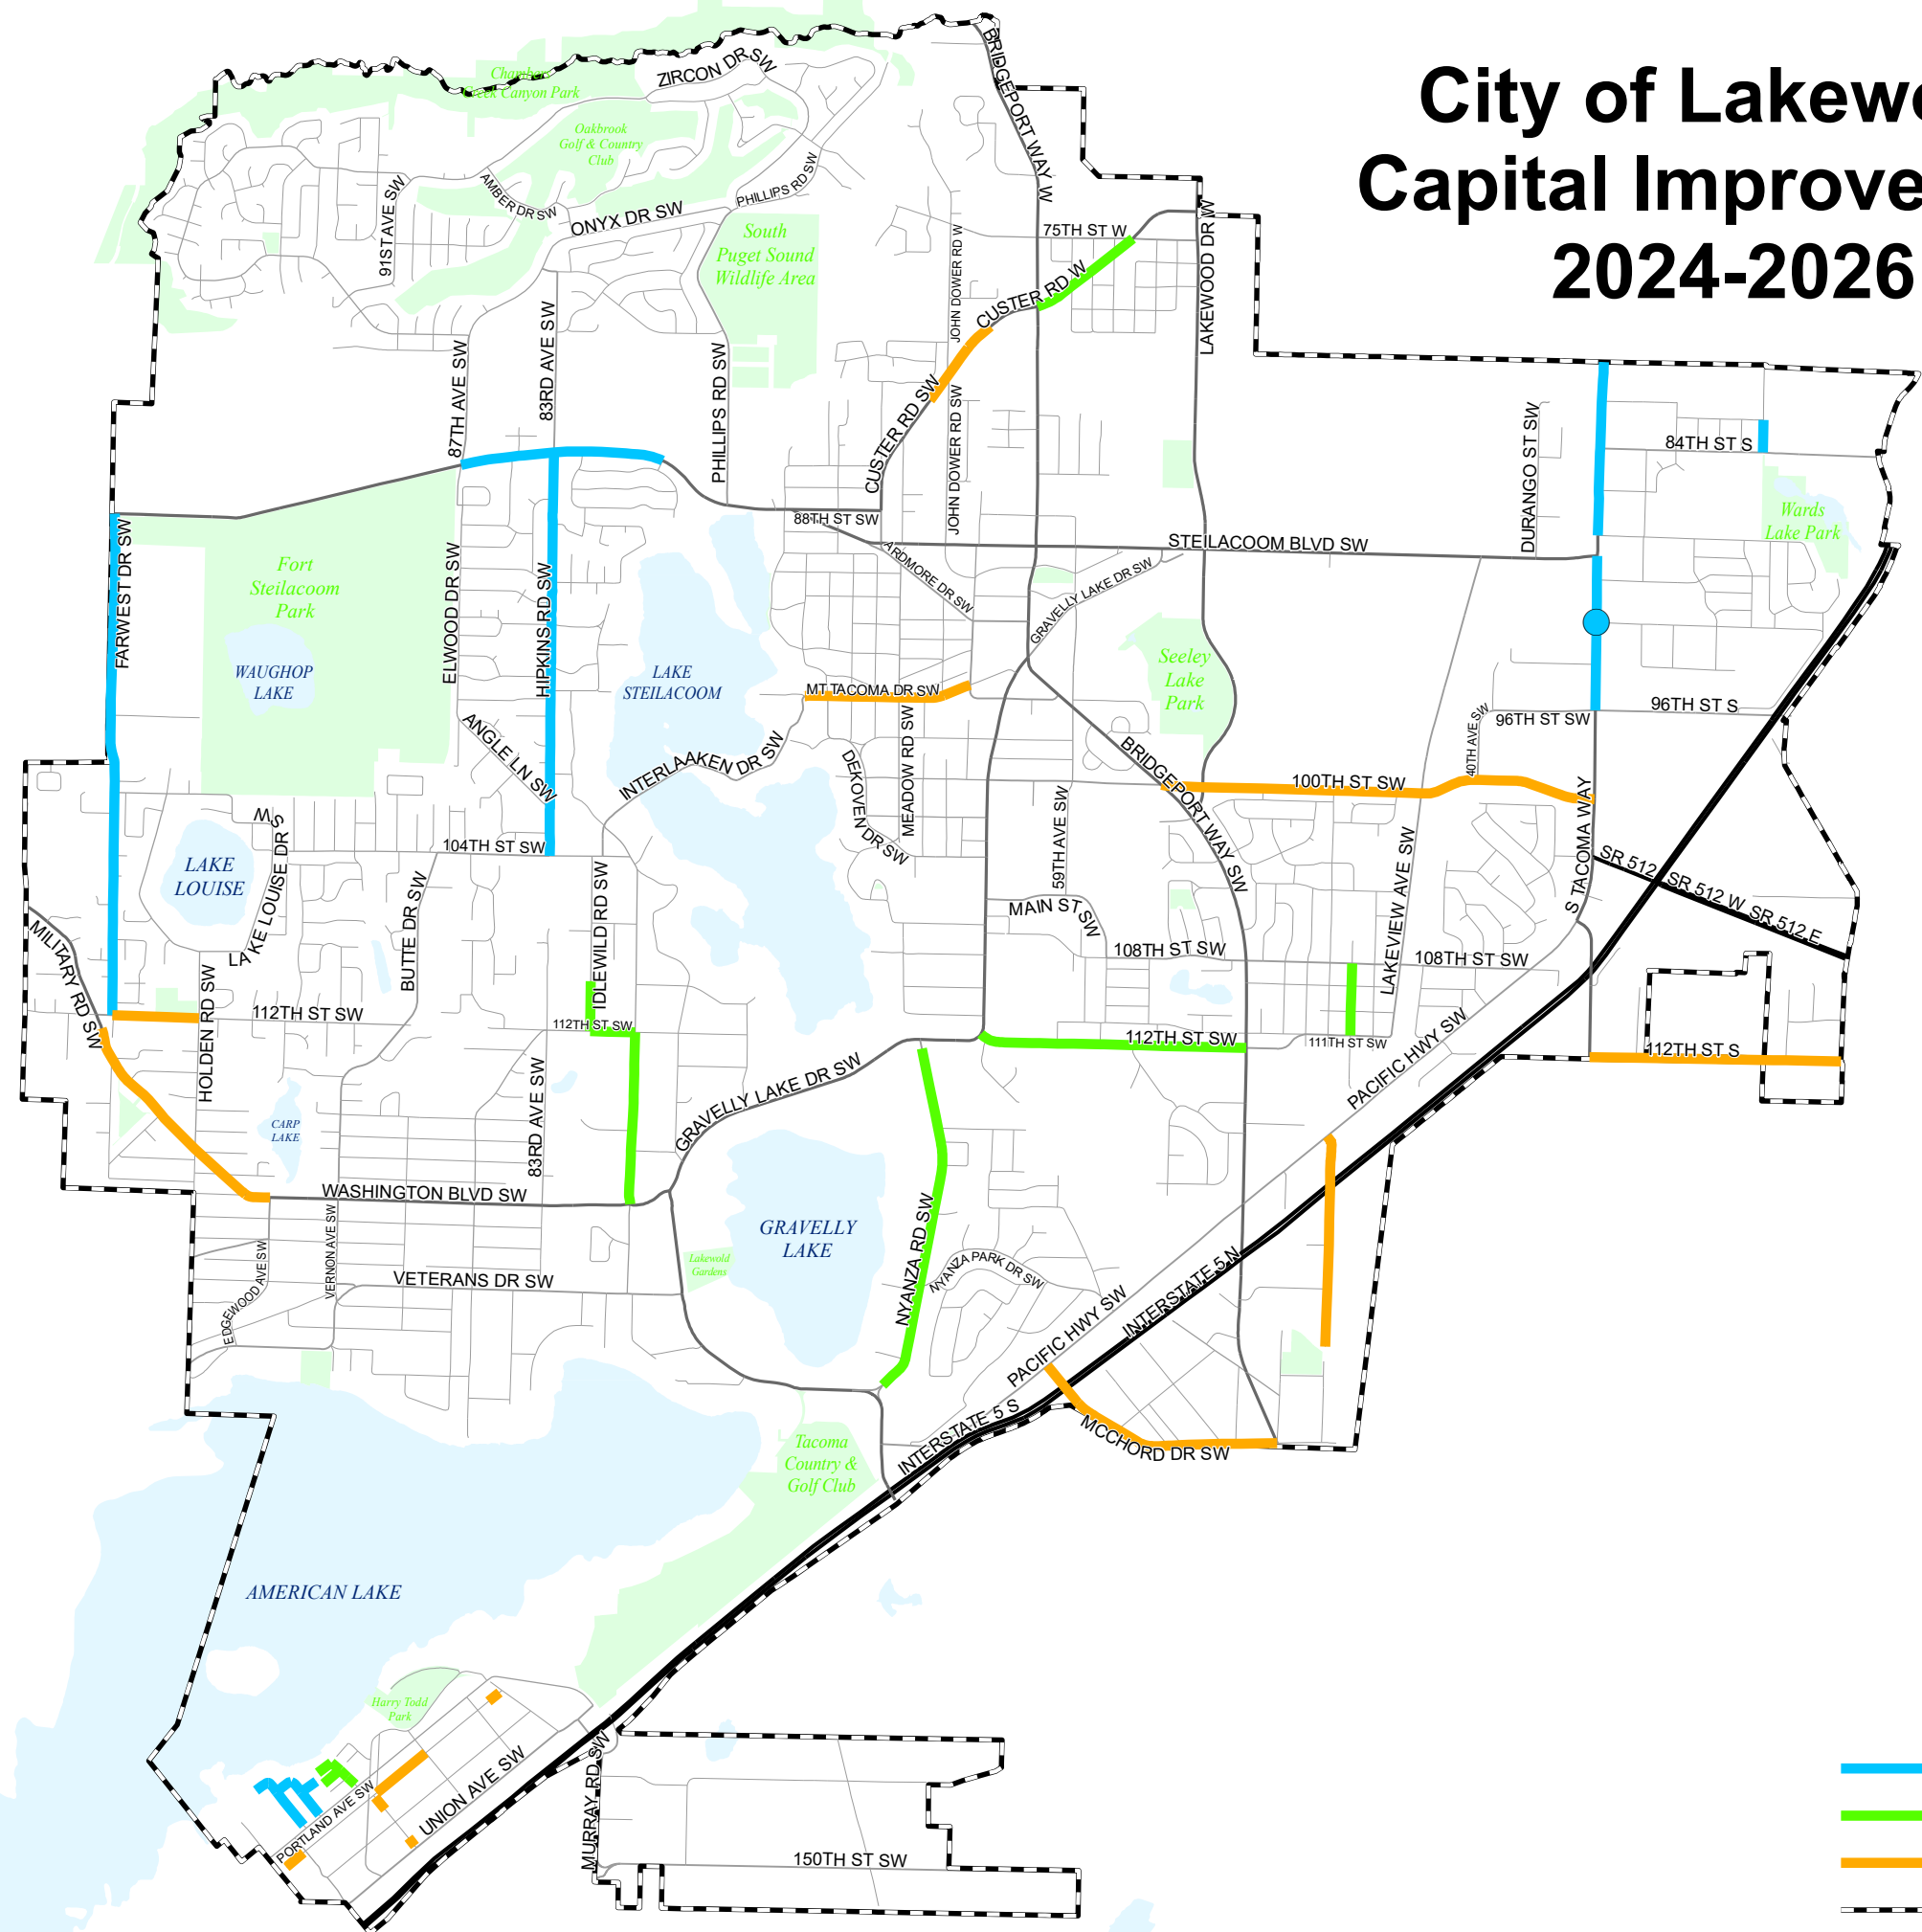 City of Lakewo
Capital Improve
2024-2026
Chambers
Creek Canyon Park
ZIRCON DR SW
BRIDGEPORT WAY W
Oakbrook
Golf & Country
Club
AMBER DR SW
91ST AVE SW
ONYX DR SW
PHILLIPS RD SW
South
Puget Sound
Wildlife Area
JOHN DOWER RD W
75TH ST W
CUSTER RD W
LAKEWOOD DR W
87TH AVE SW
83RD AVE SW
PHILLIPS RD SW
CUSTER RD SW
JOHN DOWER RD SW
DURANGO ST SW
84TH ST S
Wards
Lake Park
88TH ST SW
STEILACOOM BLVD SW
ARDMORE DR SW
GRAVELLY LAKE DR SW
FARWEST DR SW
Fort
Steilacoom
Park
WAUGHOP
LAKE
ELWOOD DR SW
HIPKINS RD SW
LAKE
STEILACOOM
Seeley
Lake
Park
MT TACOMA DR SW
MEADOW RD SW
ANGLE LN SW
INTERLAAKEN DR SW
DEKOVEN DR SW
BRIDGEPORT WAY SW
40TH AVE SW
96TH ST SW
96TH ST S
100TH ST SW
59TH AVE SW
LAKEVIEW AVE SW
S TACOMA WAY
LAKE
LOUISE
LAKE LOUISE DR SW
104TH ST SW
BUTTE DR SW
IDLEWILD RD SW
MAIN ST SW
108TH ST SW
108TH ST SW
SR 512
SR 512 W
SR 512 E
MILITARY RD SW
HOLDEN RD SW
112TH ST SW
112TH ST SW
112TH ST SW
111TH ST SW
112TH ST S
PACIFIC HWY SW
CARP
LAKE
83RD AVE SW
GRAVELLY LAKE DR SW
WASHINGTON BLVD SW
GRAVELLY
LAKE
NYANZA RD SW
NYANZA PARK DR SW
Lakewold
Gardens
EDGEWOOD AVE SW
VERNON AVE SW
VETERANS DR SW
INTERSTATE 5 N
PACIFIC HWY SW
INTERSTATE 5 S
MCCHORD DR SW
Tacoma
Country &
Golf Club
AMERICAN LAKE
Harry Todd
Park
PORTLAND AVE SW
UNION AVE SW
MURRAY RD SW
150TH ST SW